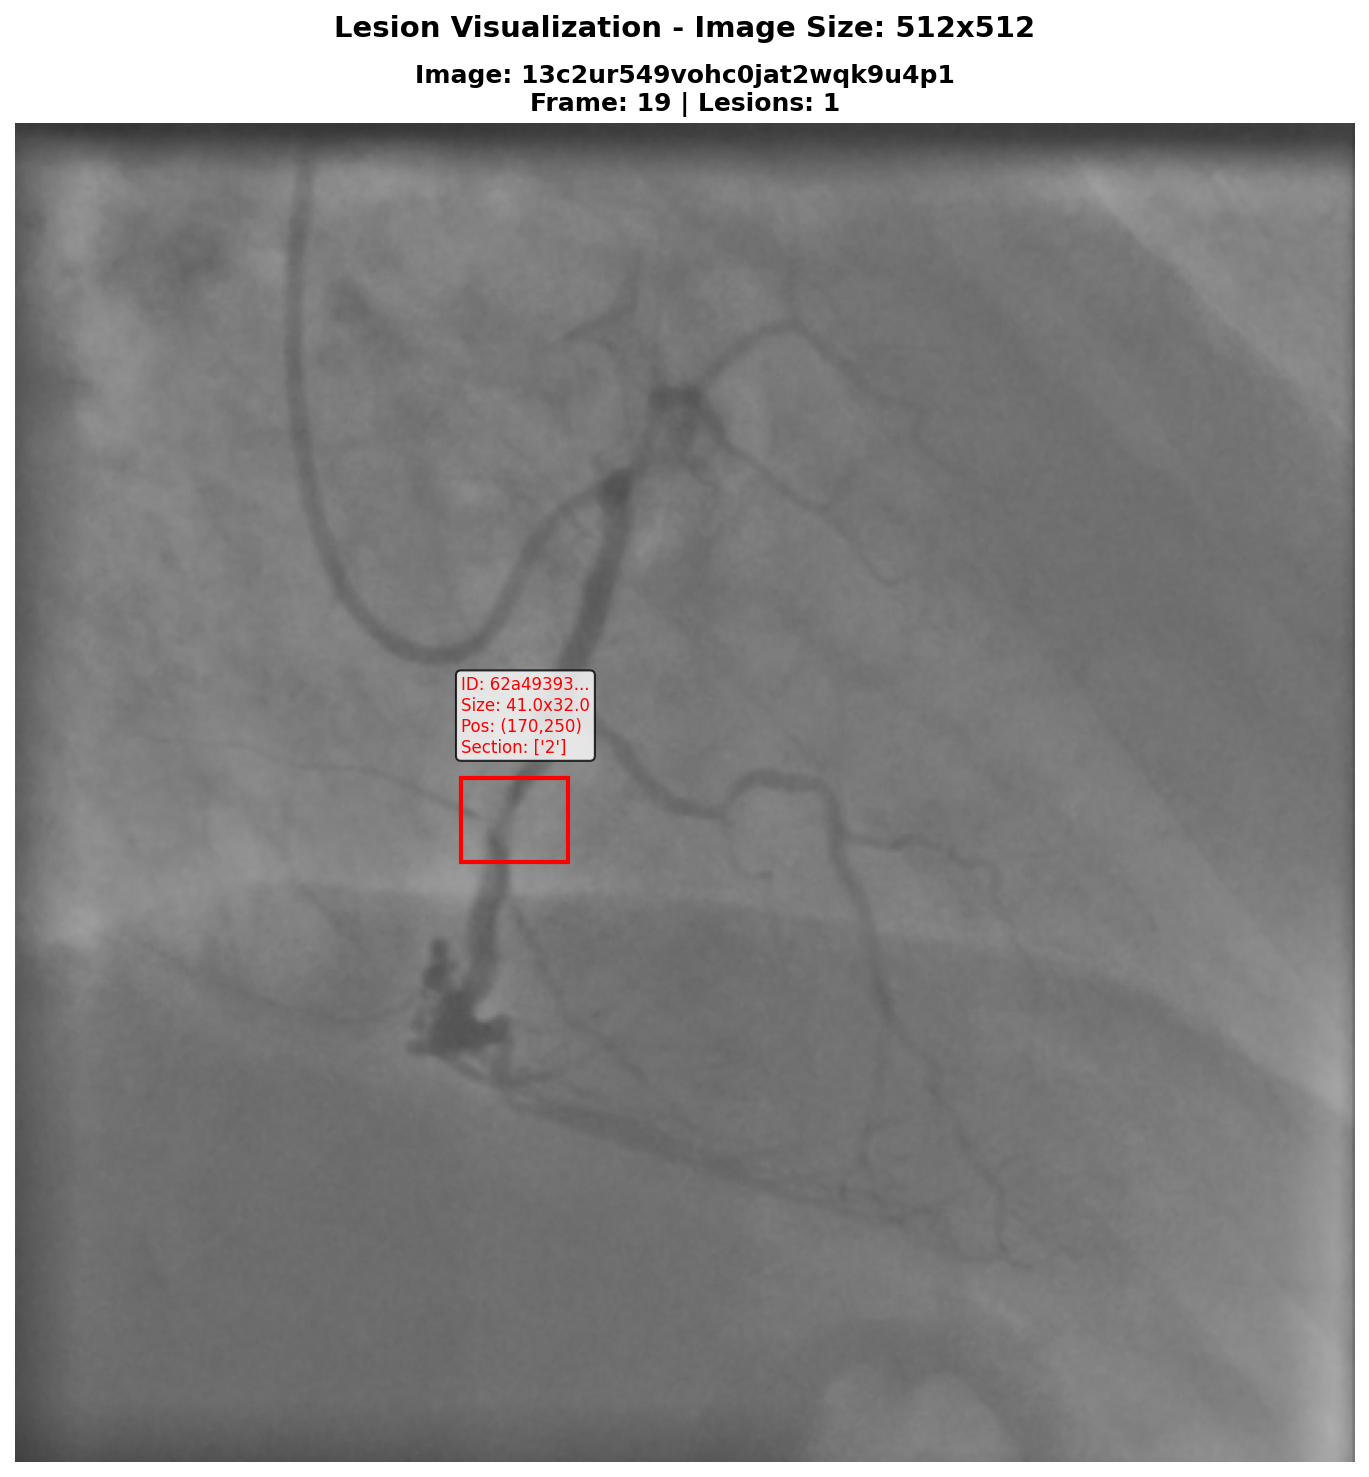 Lesion Visualization - Image Size: 512x512
Image: 13c2ur549vohc0jat2wqk9u4p1
Frame: 19 | Lesions: 1
ID: 62a49393...
Size: 41.0x32.0
Pos: (170,250)
Section: ['2']